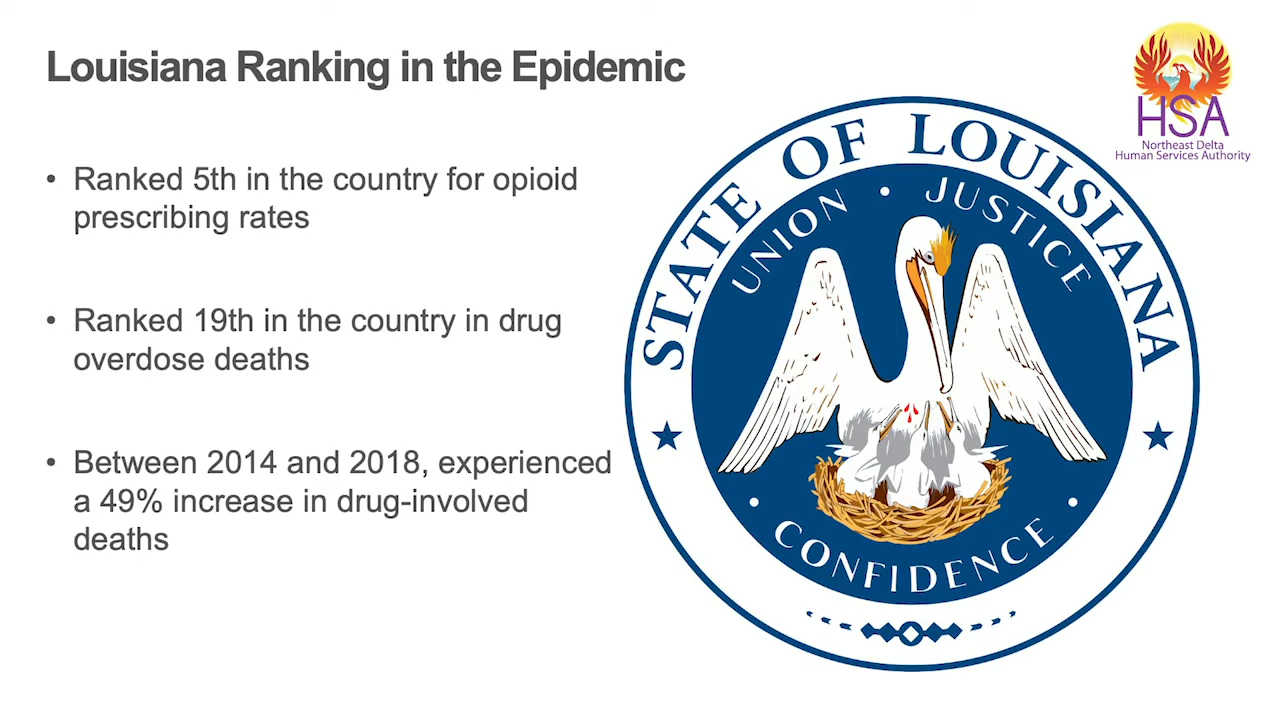 Louisiana Ranking in the Epidemic
HSA
Northeast Delta
Human Services Authority
• Ranked 5th in the country for opioid
prescribing rates
• Ranked 19th in the country in drug
overdose deaths
• Between 2014 and 2018, experienced
a 49% increase in drug-involved
deaths
STATE OF LOUISIANA
UNION • JUSTICE
• CONFIDENCE •